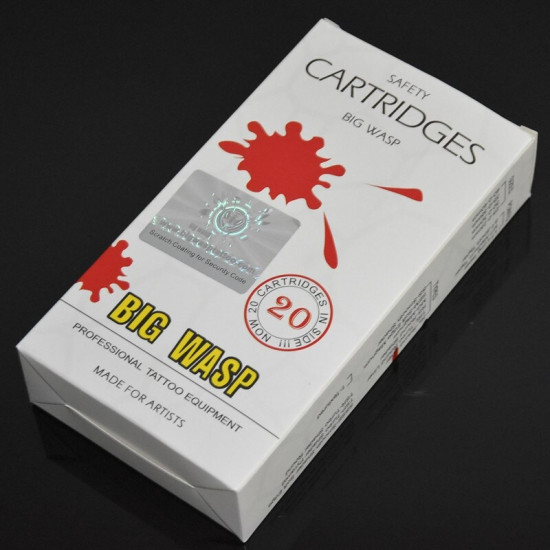 SAFETY
CARTRIDGES
BIG WASP
Scratch Coating for Security Code
NOW 20 CARTRIDGES IN SIDE !!!
20
BIG WASP
PROFESSIONAL TATTOO EQUIPMENT
MADE FOR ARTISTS